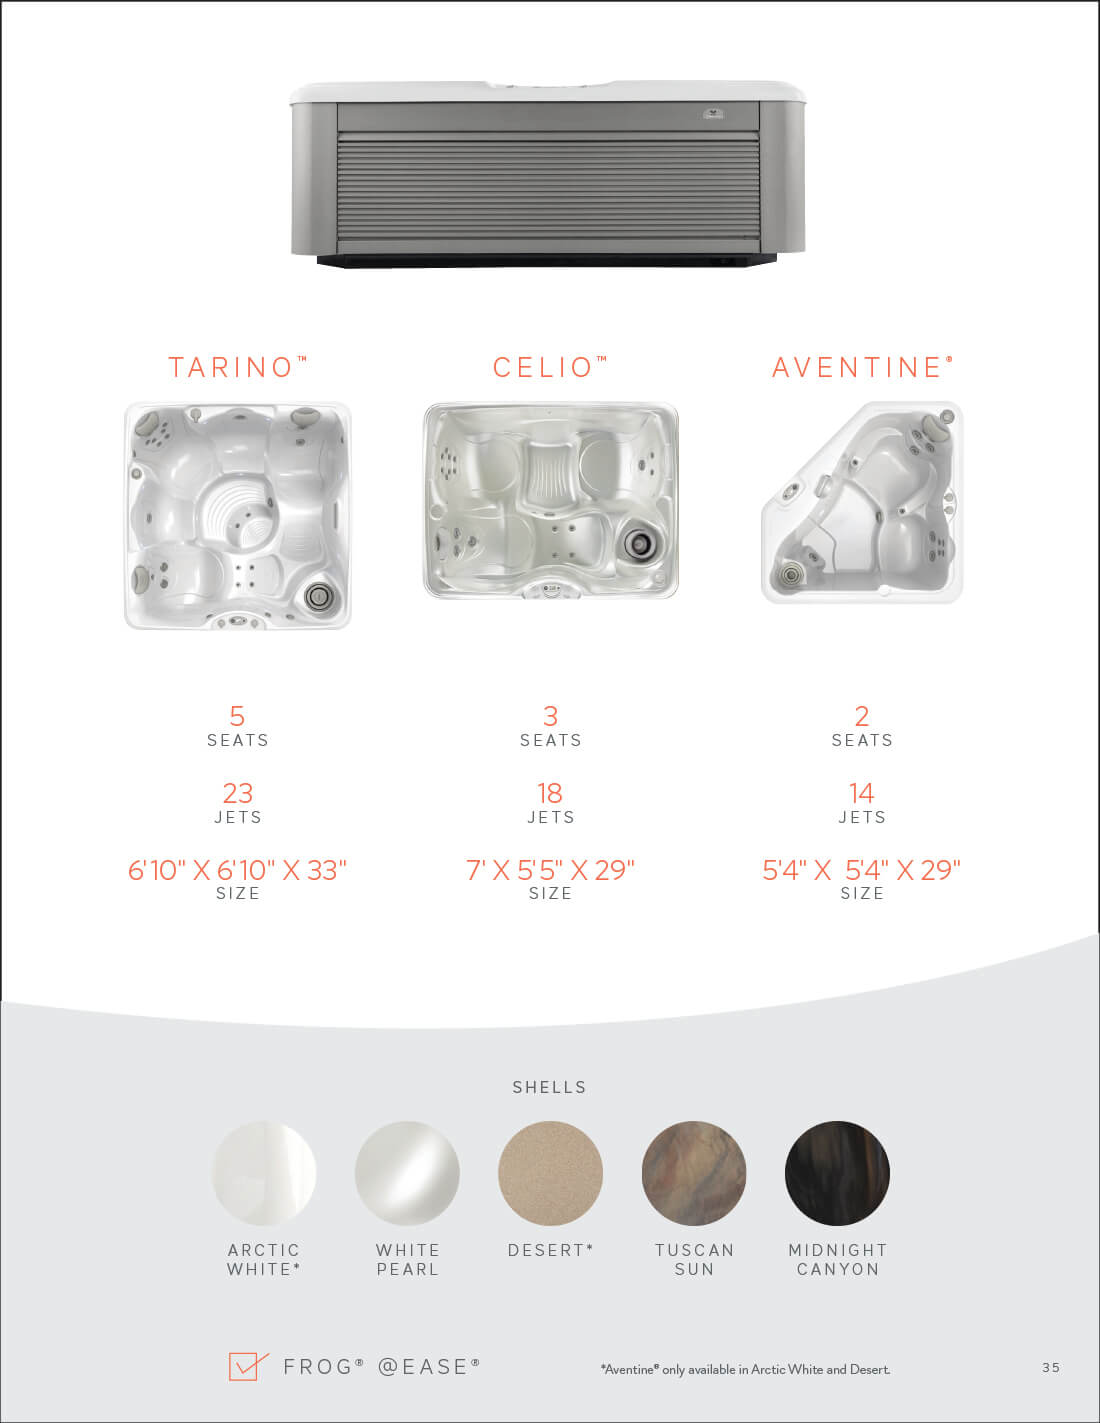 TARINO™
CELIO™
AVENTINE®
5
SEATS
3
SEATS
2
SEATS
23
JETS
18
JETS
14
JETS
6'10" X 6'10" X 33"
SIZE
7' X 5'5" X 29"
SIZE
5'4" X 5'4" X 29"
SIZE
SHELLS
ARCTIC
WHITE*
WHITE
PEARL
DESERT*
TUSCAN
SUN
MIDNIGHT
CANYON
FROG® @EASE®
*Aventine® only available in Arctic White and Desert.
35